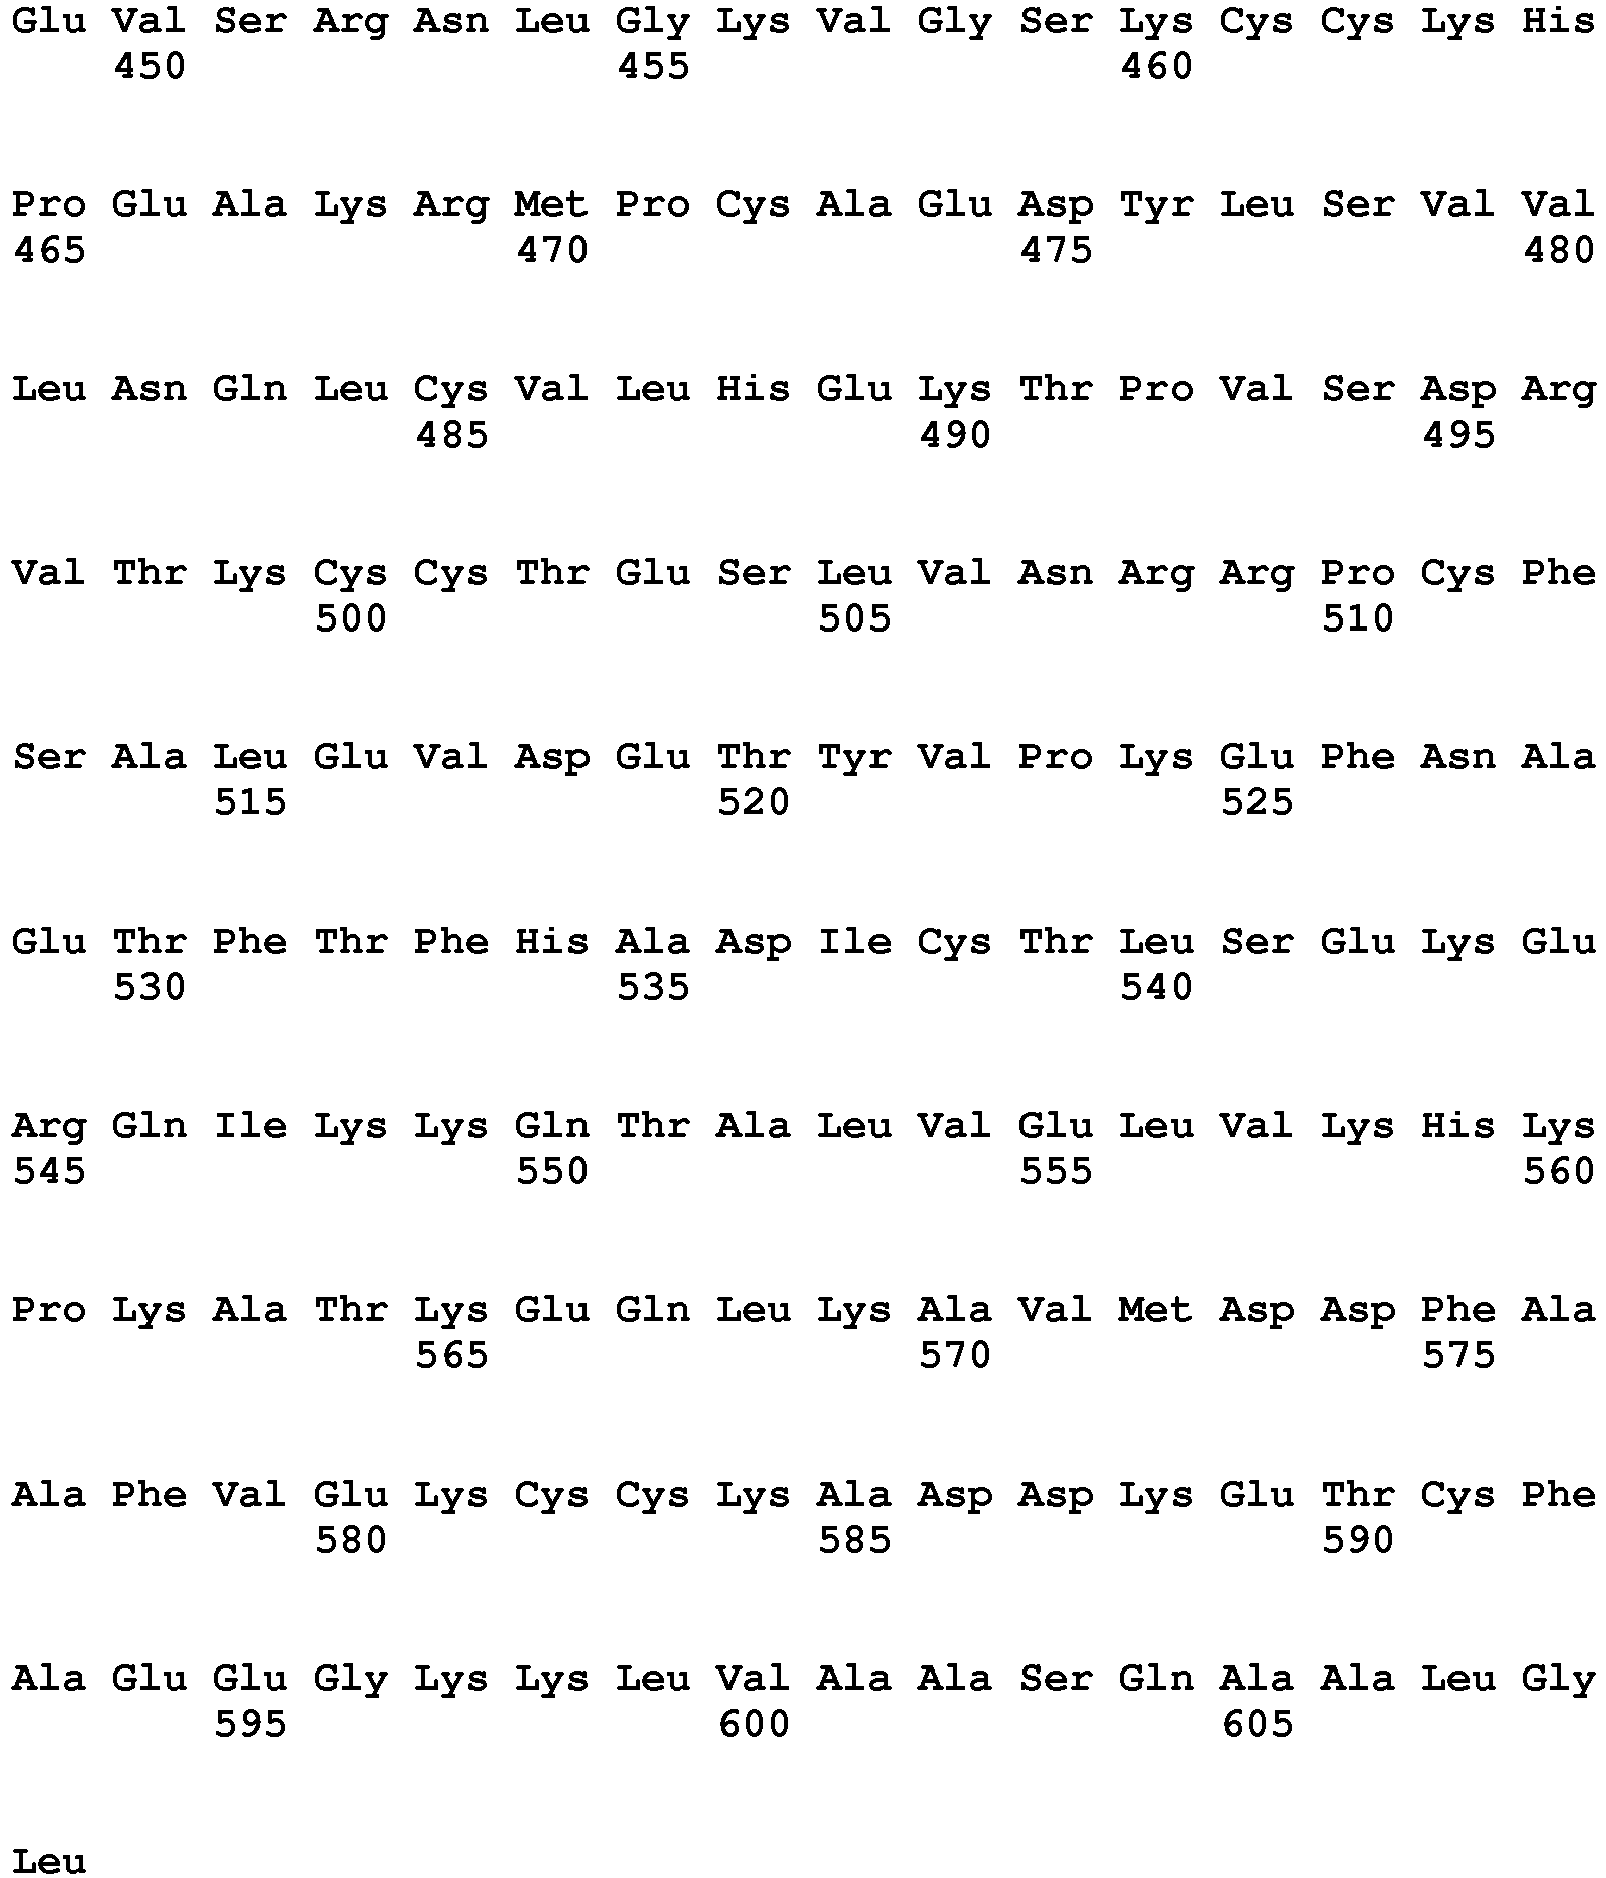 Glu Val Ser Arg Asn Leu Gly Lys Val Gly Ser Lys Cys Cys Lys His
450 455 460
Pro Glu Ala Lys Arg Met Pro Cys Ala Glu Asp Tyr Leu Ser Val Val
465 470 475 480
Leu Asn Gln Leu Cys Val Leu His Glu Lys Thr Pro Val Ser Asp Arg
485 490 495
Val Thr Lys Cys Cys Thr Glu Ser Leu Val Asn Arg Arg Pro Cys Phe
500 505 510
Ser Ala Leu Glu Val Asp Glu Thr Tyr Val Pro Lys Glu Phe Asn Ala
515 520 525
Glu Thr Phe Thr Phe His Ala Asp Ile Cys Thr Leu Ser Glu Lys Glu
530 535 540
Arg Gln Ile Lys Lys Gln Thr Ala Leu Val Glu Leu Val Lys His Lys
545 550 555 560
Pro Lys Ala Thr Lys Glu Gln Leu Lys Ala Val Met Asp Asp Phe Ala
565 570 575
Ala Phe Val Glu Lys Cys Cys Lys Ala Asp Asp Lys Glu Thr Cys Phe
580 585 590
Ala Glu Glu Gly Lys Lys Leu Val Ala Ala Ser Gln Ala Ala Leu Gly
595 600 605
Leu